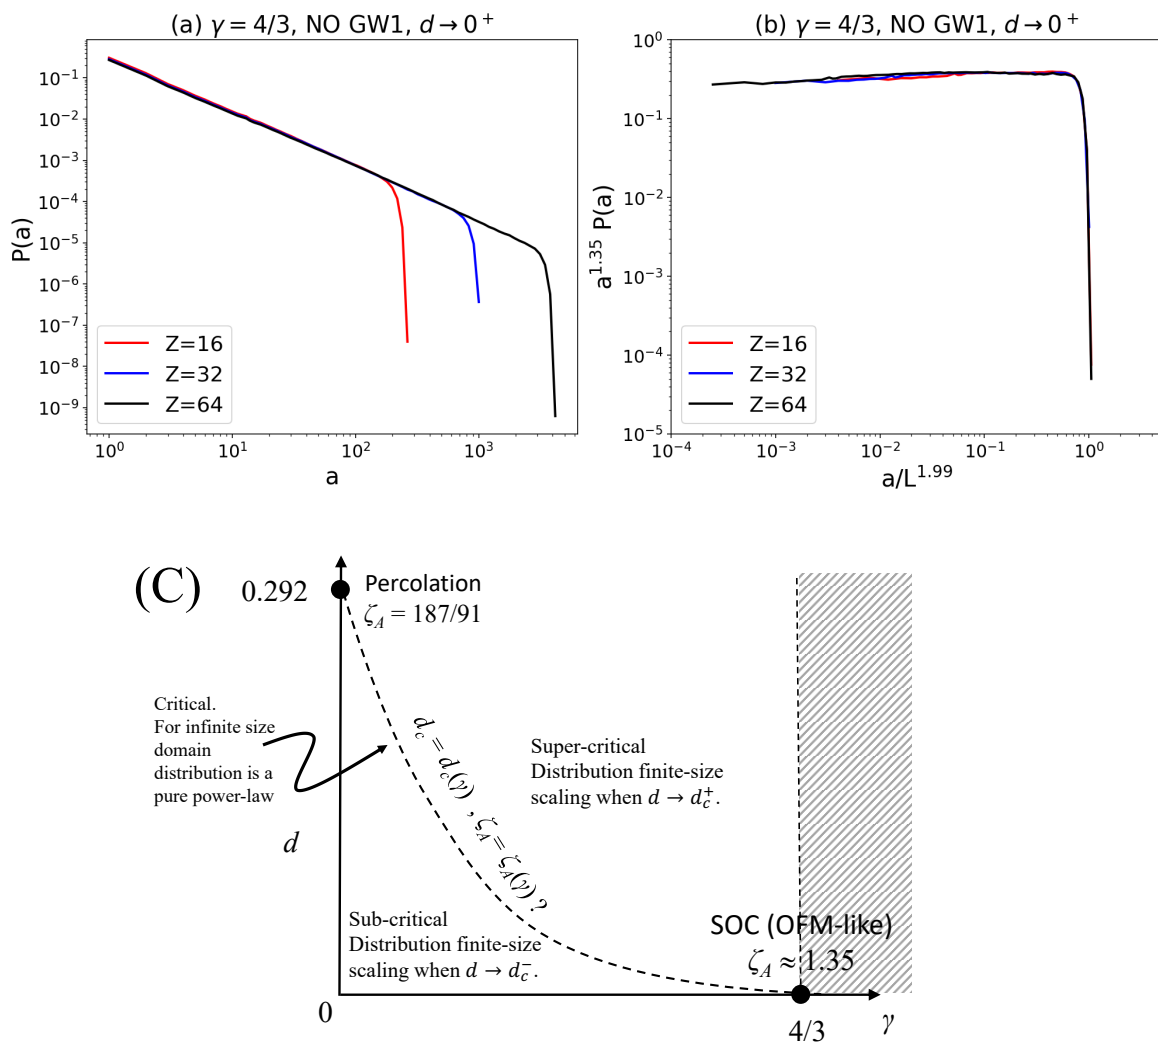 (a) γ = 4/3, NO GW1, d → 0⁺
P(a)
10⁻¹
10⁻²
10⁻³
10⁻⁴
10⁻⁵
10⁻⁶
10⁻⁷
10⁻⁸
10⁻⁹
Z=16
Z=32
Z=64
10⁰ 10¹ 10² 10³
a
(b) γ = 4/3, NO GW1, d → 0⁺
a^1.35 P(a)
10⁰
10⁻¹
10⁻²
10⁻³
10⁻⁴
10⁻⁵
Z=16
Z=32
Z=64
10⁻⁴ 10⁻³ 10⁻² 10⁻¹ 10⁰
a/L^1.99
(C)
0.292
Percolation
ζ_A = 187/91
Critical.
For infinite size
domain
distribution is a
pure power-law
d_c = d_c(γ) , ζ_A = ζ_A(γ) ?
Super-critical
Distribution finite-size
scaling when d → d_c^+.
d
Sub-critical
Distribution finite-size
scaling when d → d_c^−.
SOC (OFM-like)
ζ_A ≈ 1.35
0
4/3
γ